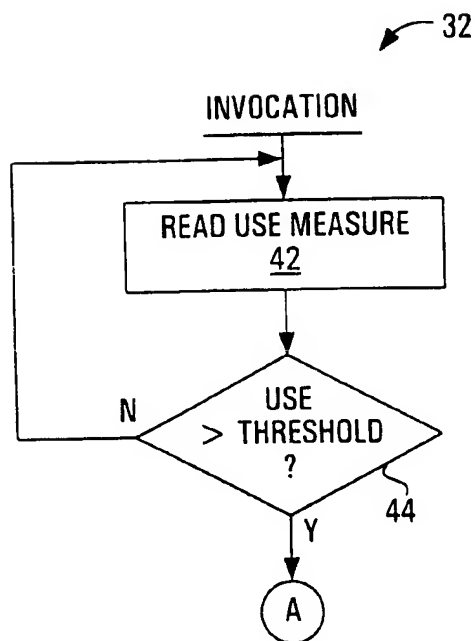 32
INVOCATION
READ USE MEASURE
42
USE
> THRESHOLD
?
N
44
Y
A